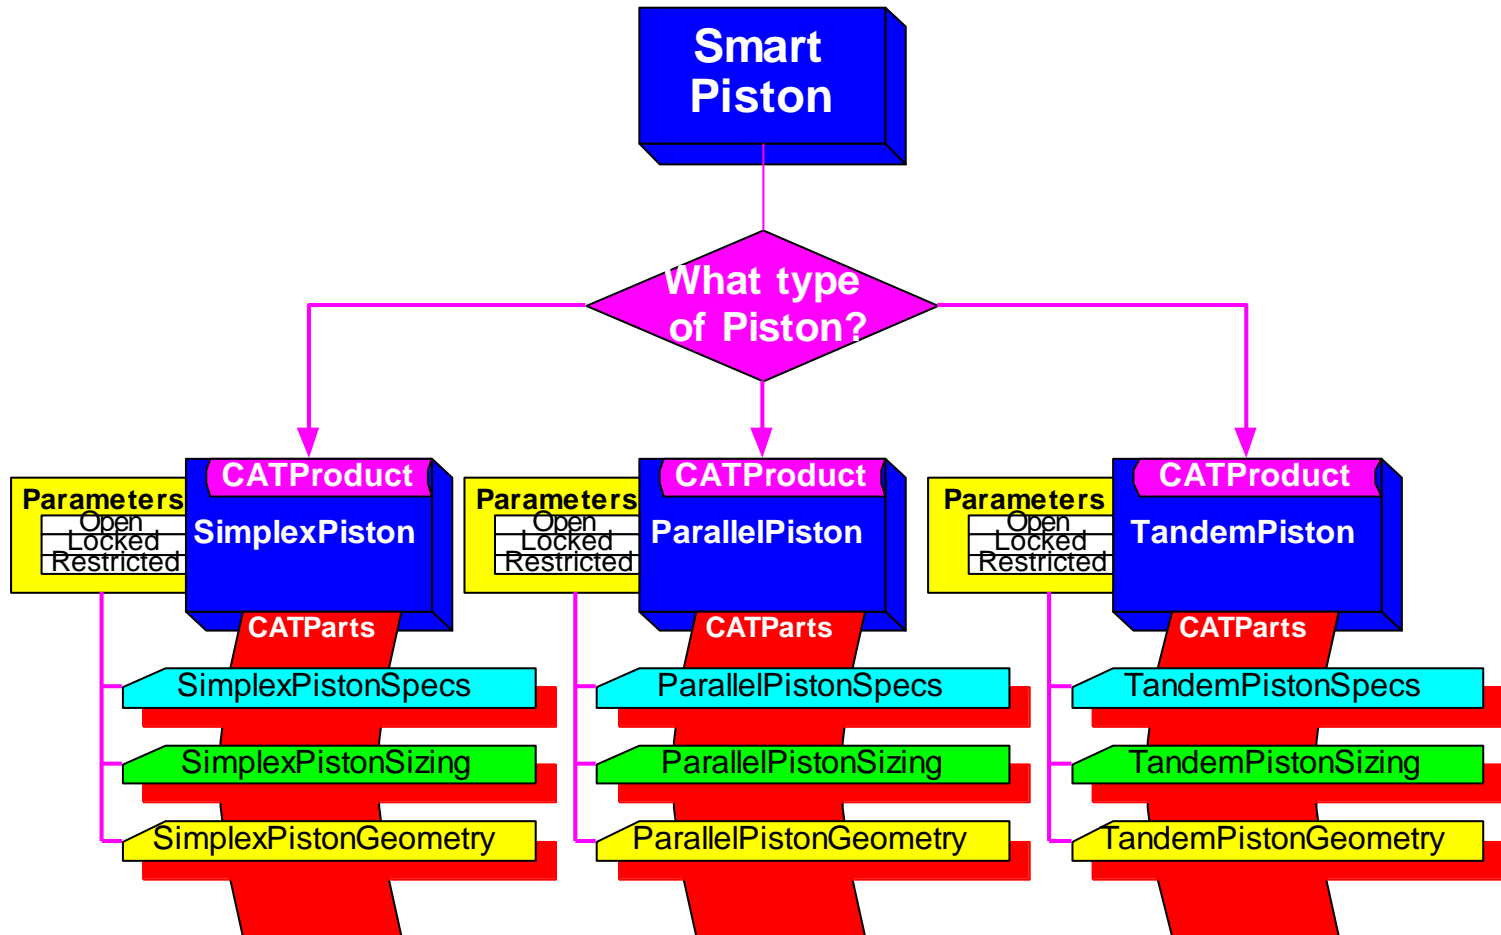 Smart
Piston
What type
of Piston?
CATProduct
Parameters
Open
Locked
Restricted
SimplexPiston
CATParts
SimplexPistonSpecs
SimplexPistonSizing
SimplexPistonGeometry
CATProduct
Parameters
Open
Locked
Restricted
ParallelPiston
CATParts
ParallelPistonSpecs
ParallelPistonSizing
ParallelPistonGeometry
CATProduct
Parameters
Open
Locked
Restricted
TandemPiston
CATParts
TandemPistonSpecs
TandemPistonSizing
TandemPistonGeometry